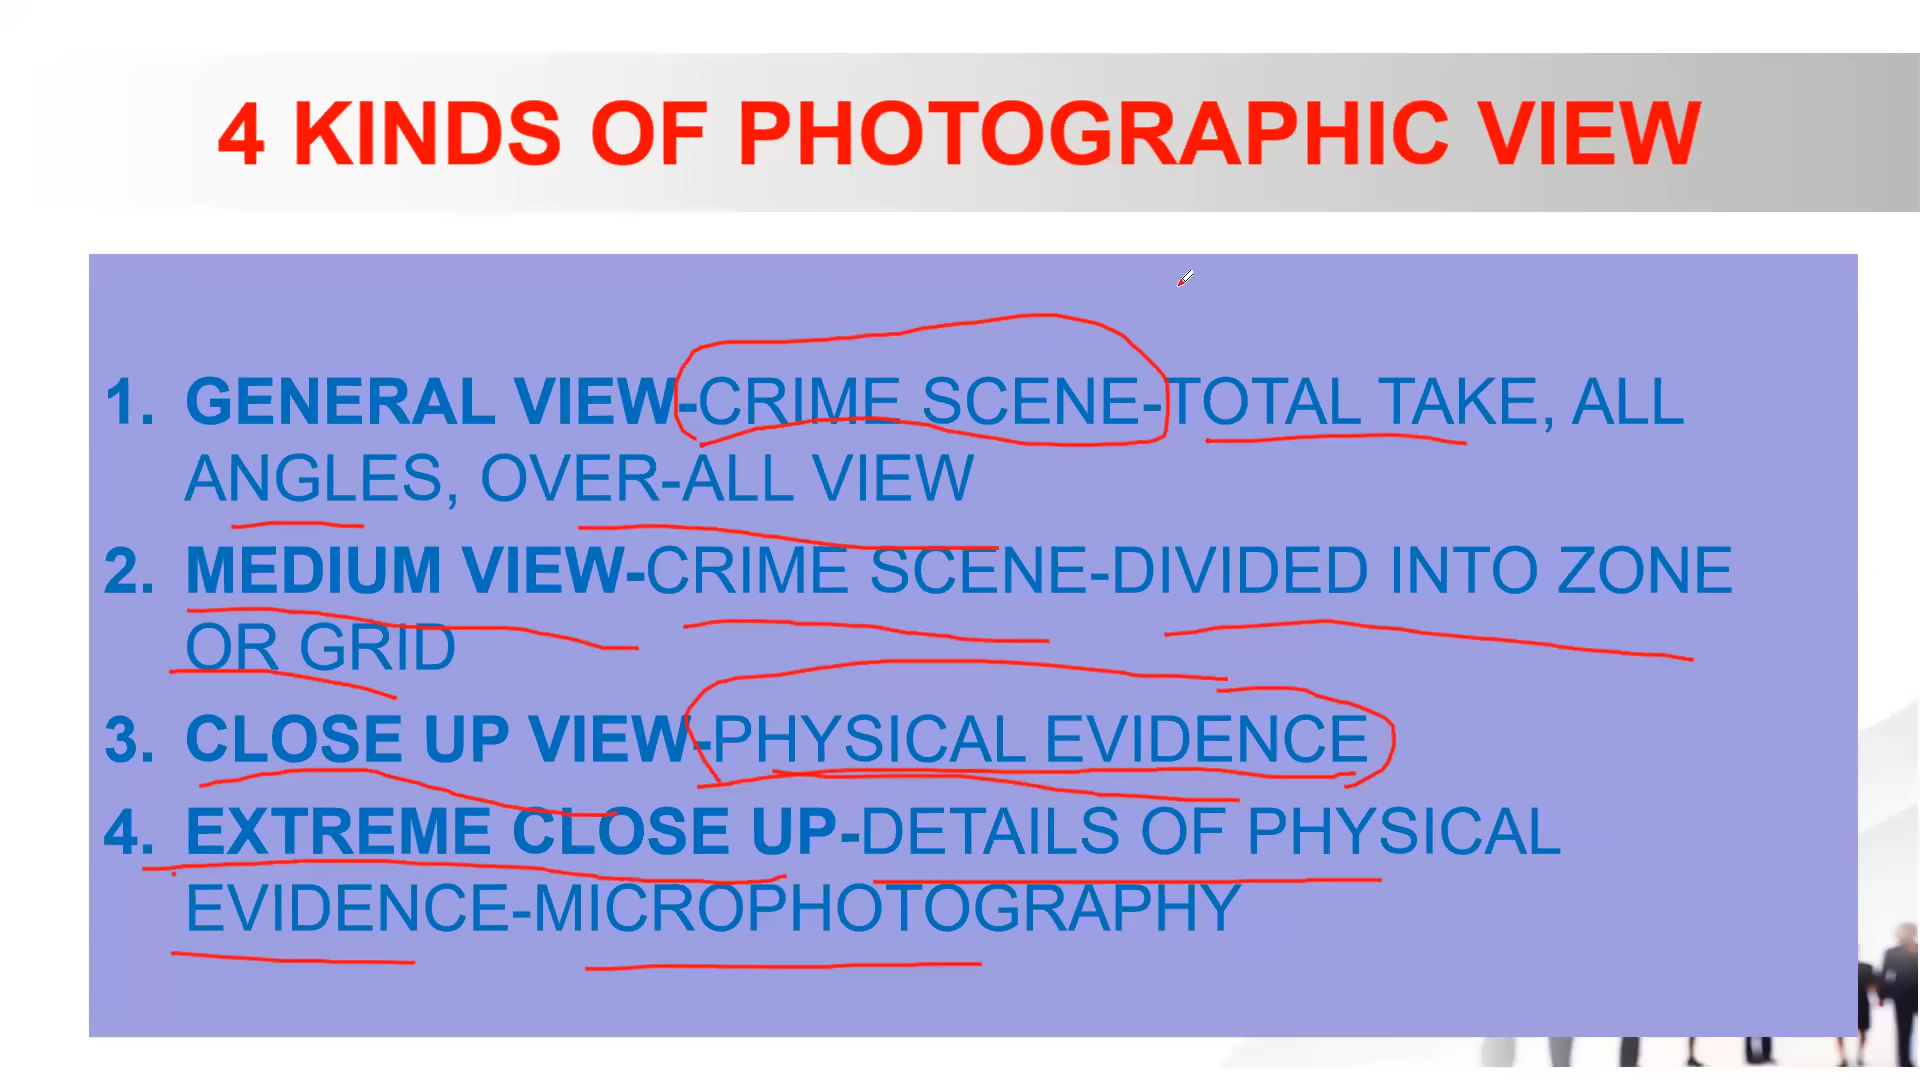 4 KINDS OF PHOTOGRAPHIC VIEW
1. GENERAL VIEW-CRIME SCENE-TOTAL TAKE, ALL
ANGLES, OVER-ALL VIEW
2. MEDIUM VIEW-CRIME SCENE-DIVIDED INTO ZONE
OR GRID
3. CLOSE UP VIEW-PHYSICAL EVIDENCE
4. EXTREME CLOSE UP-DETAILS OF PHYSICAL
EVIDENCE-MICROPHOTOGRAPHY